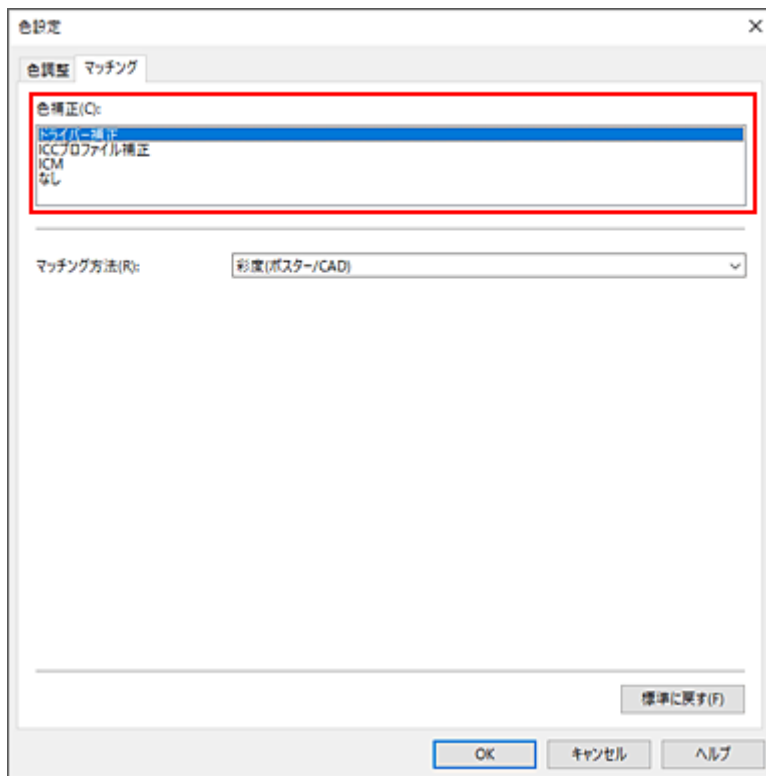 色設定
色調整 マッチング
色補正(C):
ドライバー補正
ICCプロファイル補正
ICM
なし
マッチング方法(R): 彩度(ポスター/CAD)
標準に戻す(F)
OK キャンセル ヘルプ